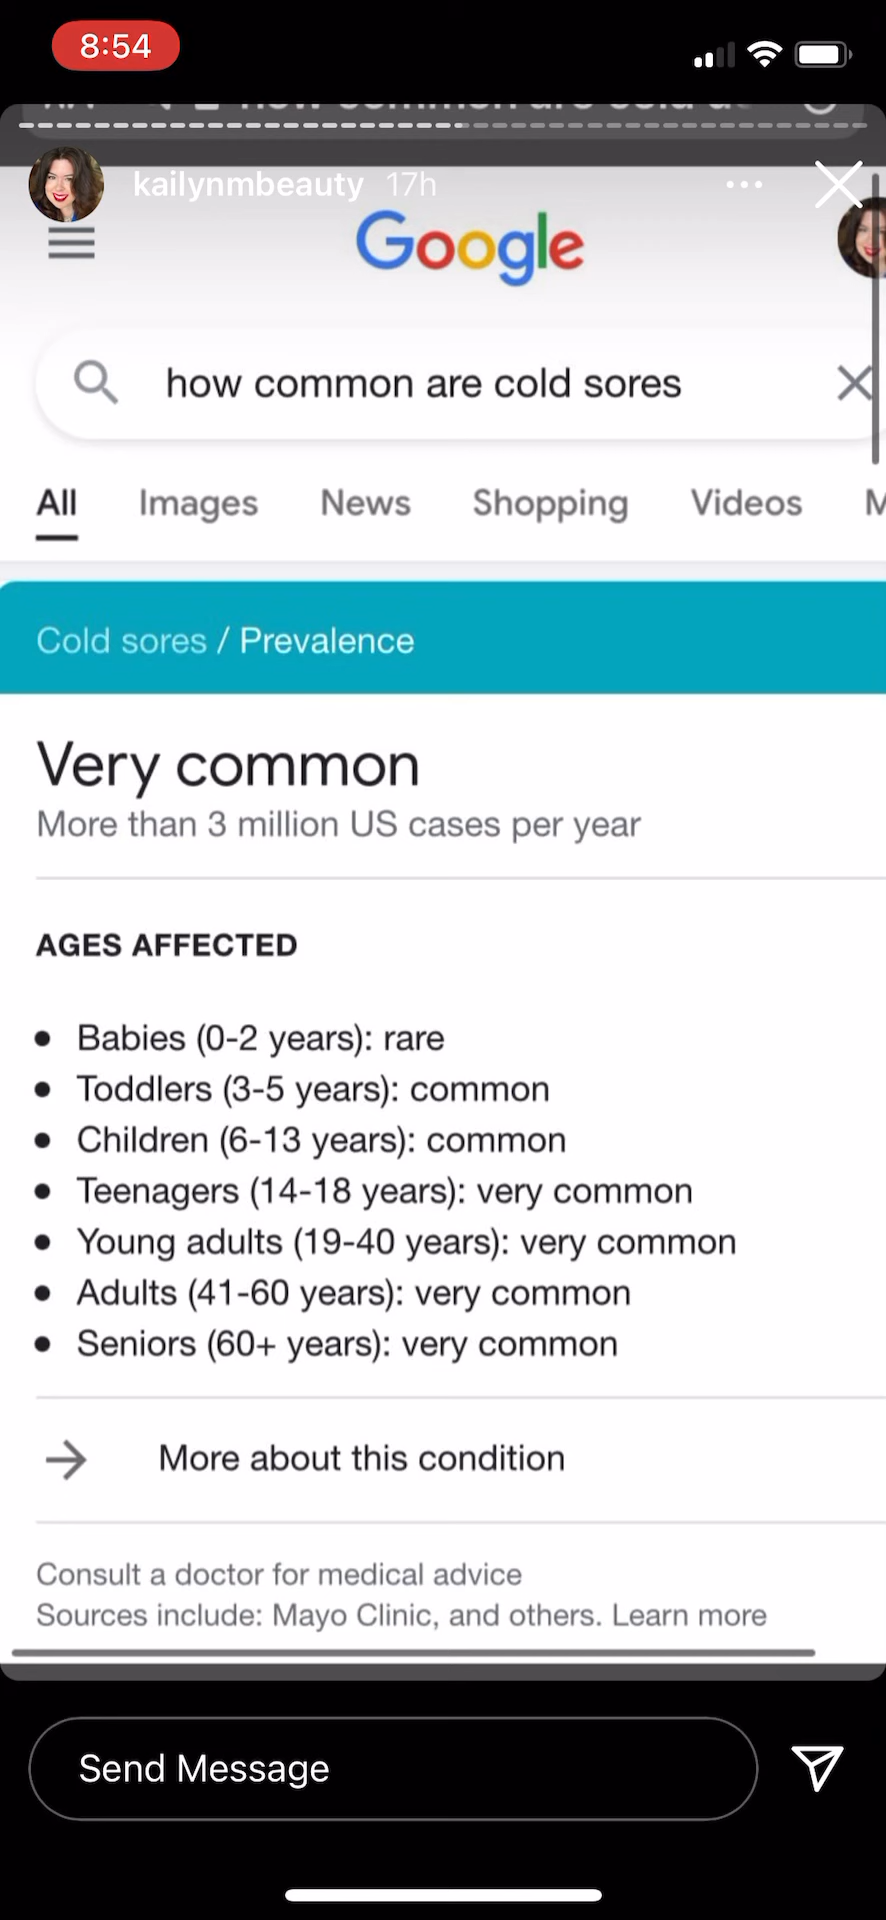 8:54
kailynmbeauty 17h
Google
how common are cold sores
All Images News Shopping Videos M
Cold sores / Prevalence
Very common
More than 3 million US cases per year
AGES AFFECTED
• Babies (0-2 years): rare
• Toddlers (3-5 years): common
• Children (6-13 years): common
• Teenagers (14-18 years): very common
• Young adults (19-40 years): very common
• Adults (41-60 years): very common
• Seniors (60+ years): very common
More about this condition
Consult a doctor for medical advice
Sources include: Mayo Clinic, and others. Learn more
Send Message